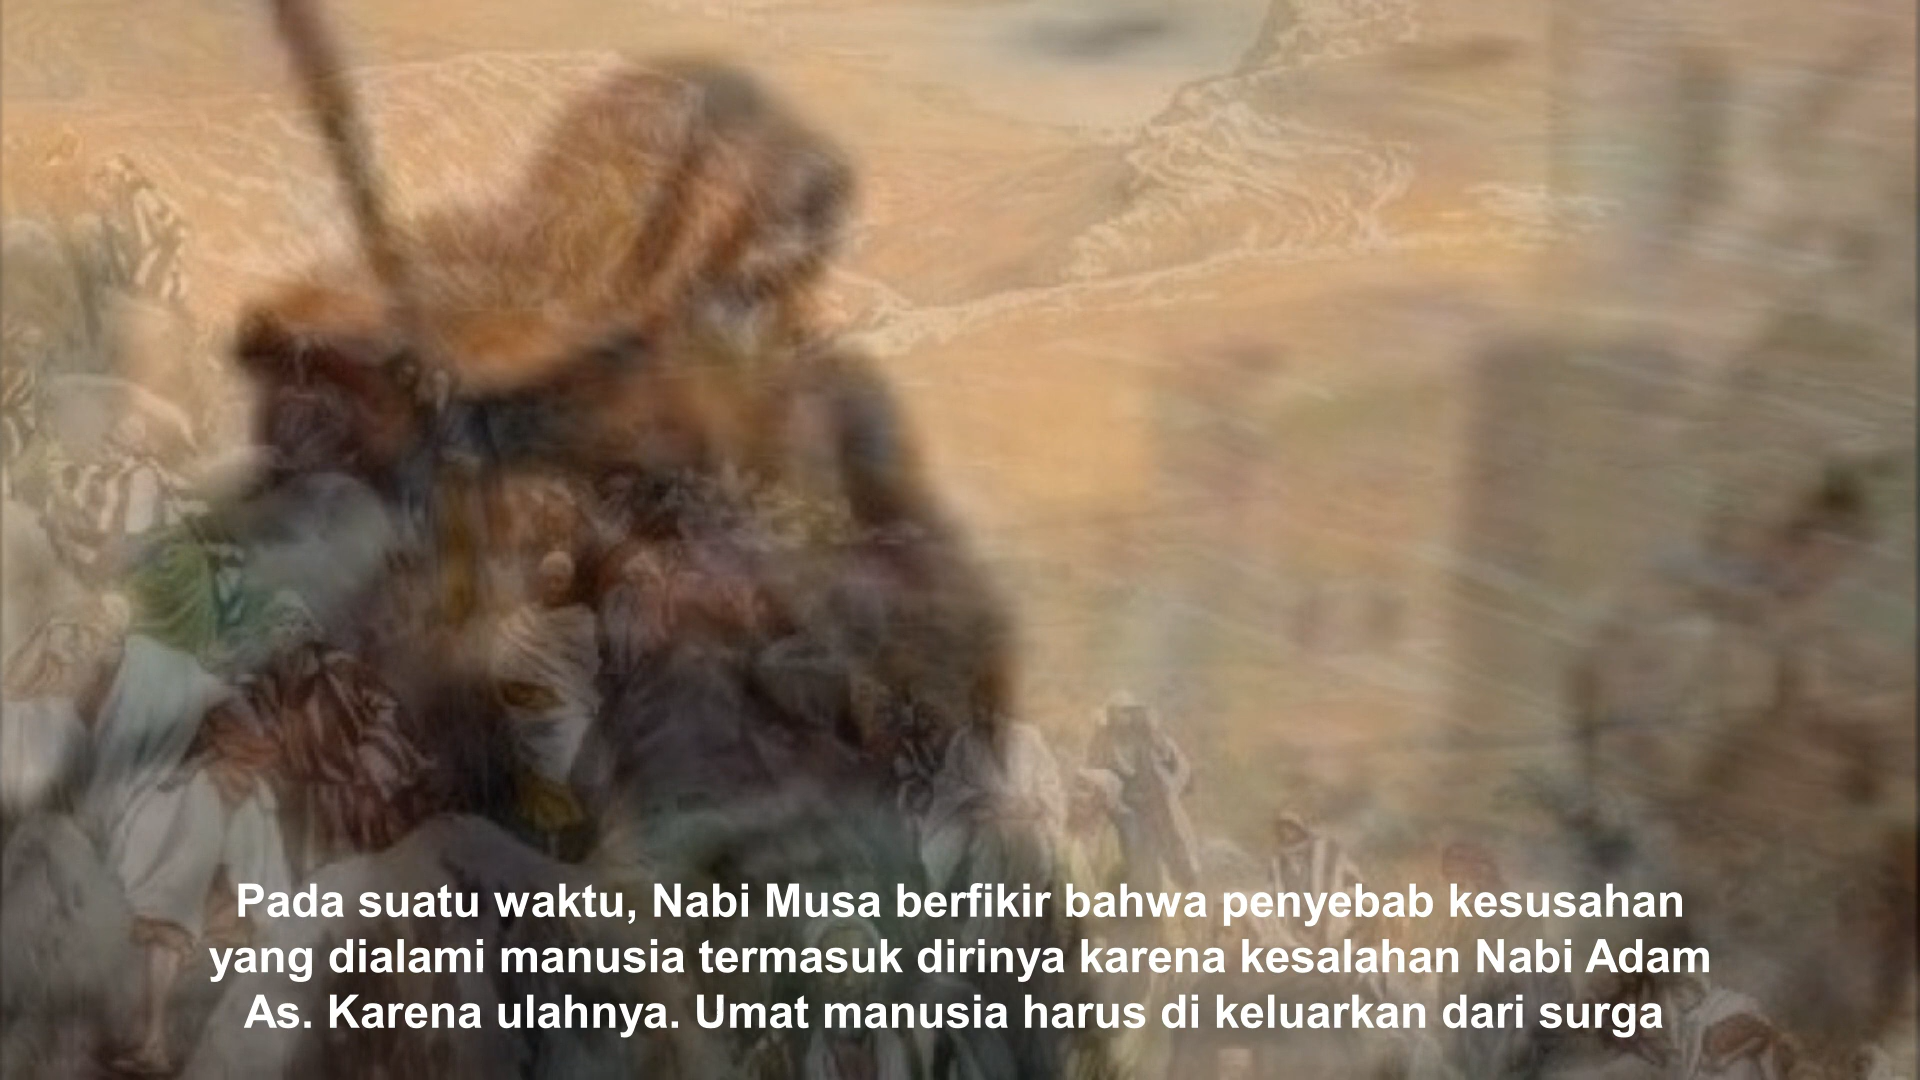 Pada suatu waktu, Nabi Musa berfikir bahwa penyebab kesusahan
yang dialami manusia termasuk dirinya karena kesalahan Nabi Adam
As. Karena ulahnya. Umat manusia harus di keluarkan dari surga